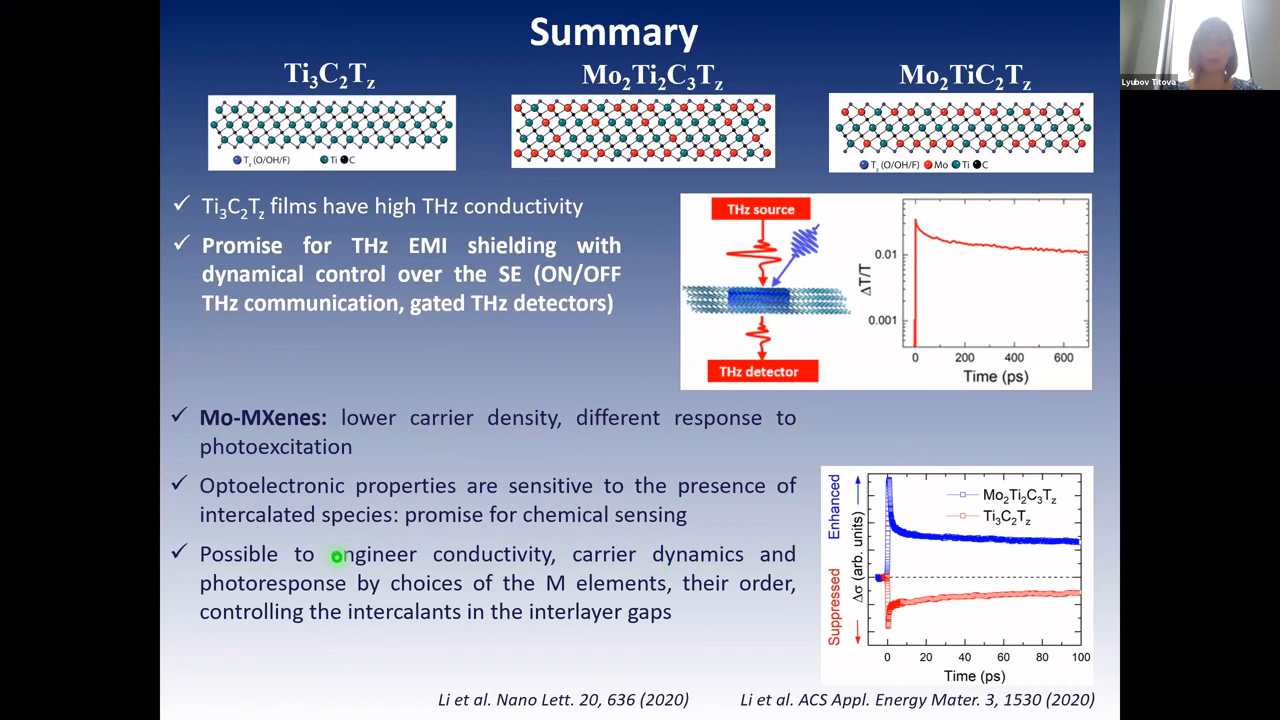 Summary
Ti3C2Tz
Mo2Ti2C3Tz
Mo2TiC2Tz
Tz (O/OH/F) Ti C
Tz (O/OH/F) Mo Ti C
Lyubov Titova
✓ Ti3C2Tz films have high THz conductivity
✓ Promise for THz EMI shielding with
dynamical control over the SE (ON/OFF
THz communication, gated THz detectors)
THz source
THz detector
ΔT/T
0.01
0.001
0 200 400 600
Time (ps)
✓ Mo-MXenes: lower carrier density, different response to
photoexcitation
✓ Optoelectronic properties are sensitive to the presence of
intercalated species: promise for chemical sensing
✓ Possible to engineer conductivity, carrier dynamics and
photoresponse by choices of the M elements, their order,
controlling the intercalants in the interlayer gaps
Enhanced
Suppressed
Δσ (arb. units)
Mo2Ti2C3Tz
Ti3C2Tz
0 20 40 60 80 100
Time (ps)
Li et al. Nano Lett. 20, 636 (2020)
Li et al. ACS Appl. Energy Mater. 3, 1530 (2020)